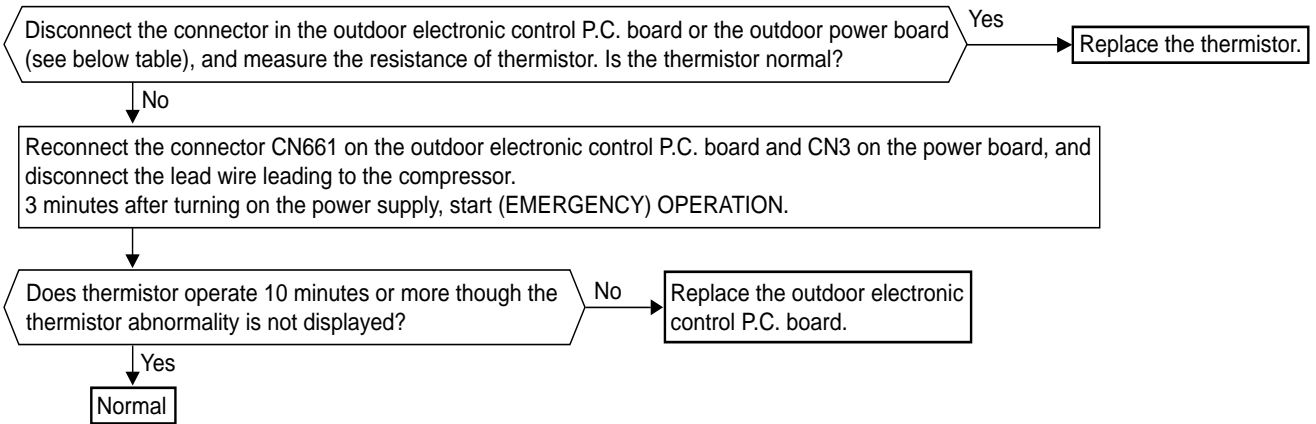 Disconnect the connector in the outdoor electronic control P.C. board or the outdoor power board
(see below table), and measure the resistance of thermistor. Is the thermistor normal?
Yes
Replace the thermistor.
No
Reconnect the connector CN661 on the outdoor electronic control P.C. board and CN3 on the power board, and
disconnect the lead wire leading to the compressor.
3 minutes after turning on the power supply, start (EMERGENCY) OPERATION.
Does thermistor operate 10 minutes or more though the
thermistor abnormality is not displayed?
No
Replace the outdoor electronic
control P.C. board.
Yes
Normal